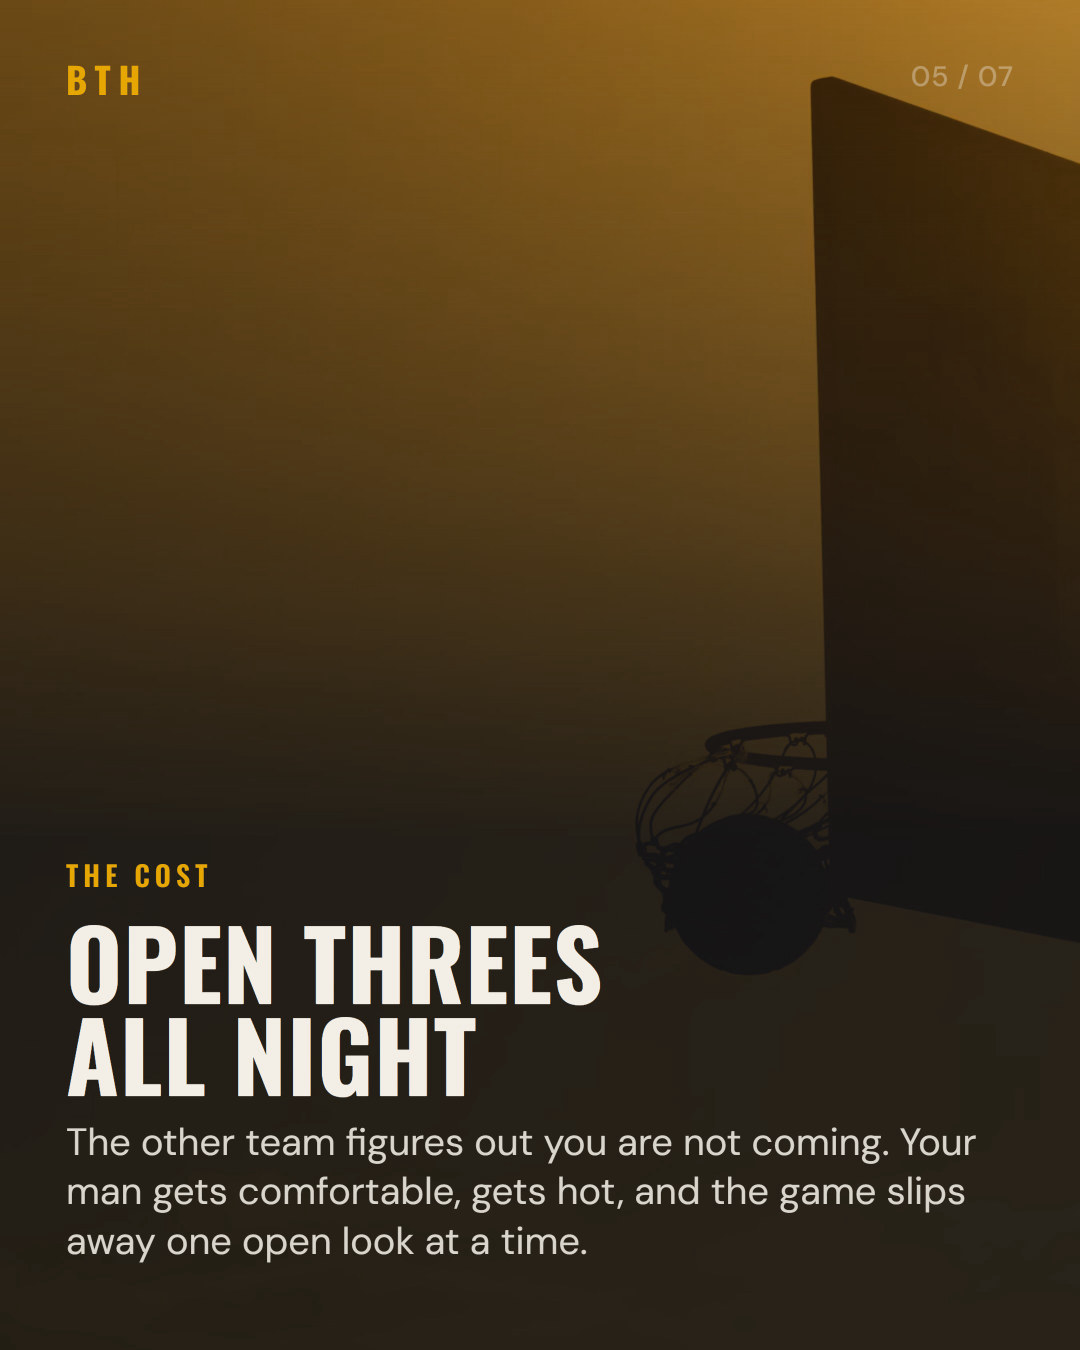 BTH
05 / 07
THE COST
OPEN THREES
ALL NIGHT
The other team figures out you are not coming. Your
man gets comfortable, gets hot, and the game slips
away one open look at a time.